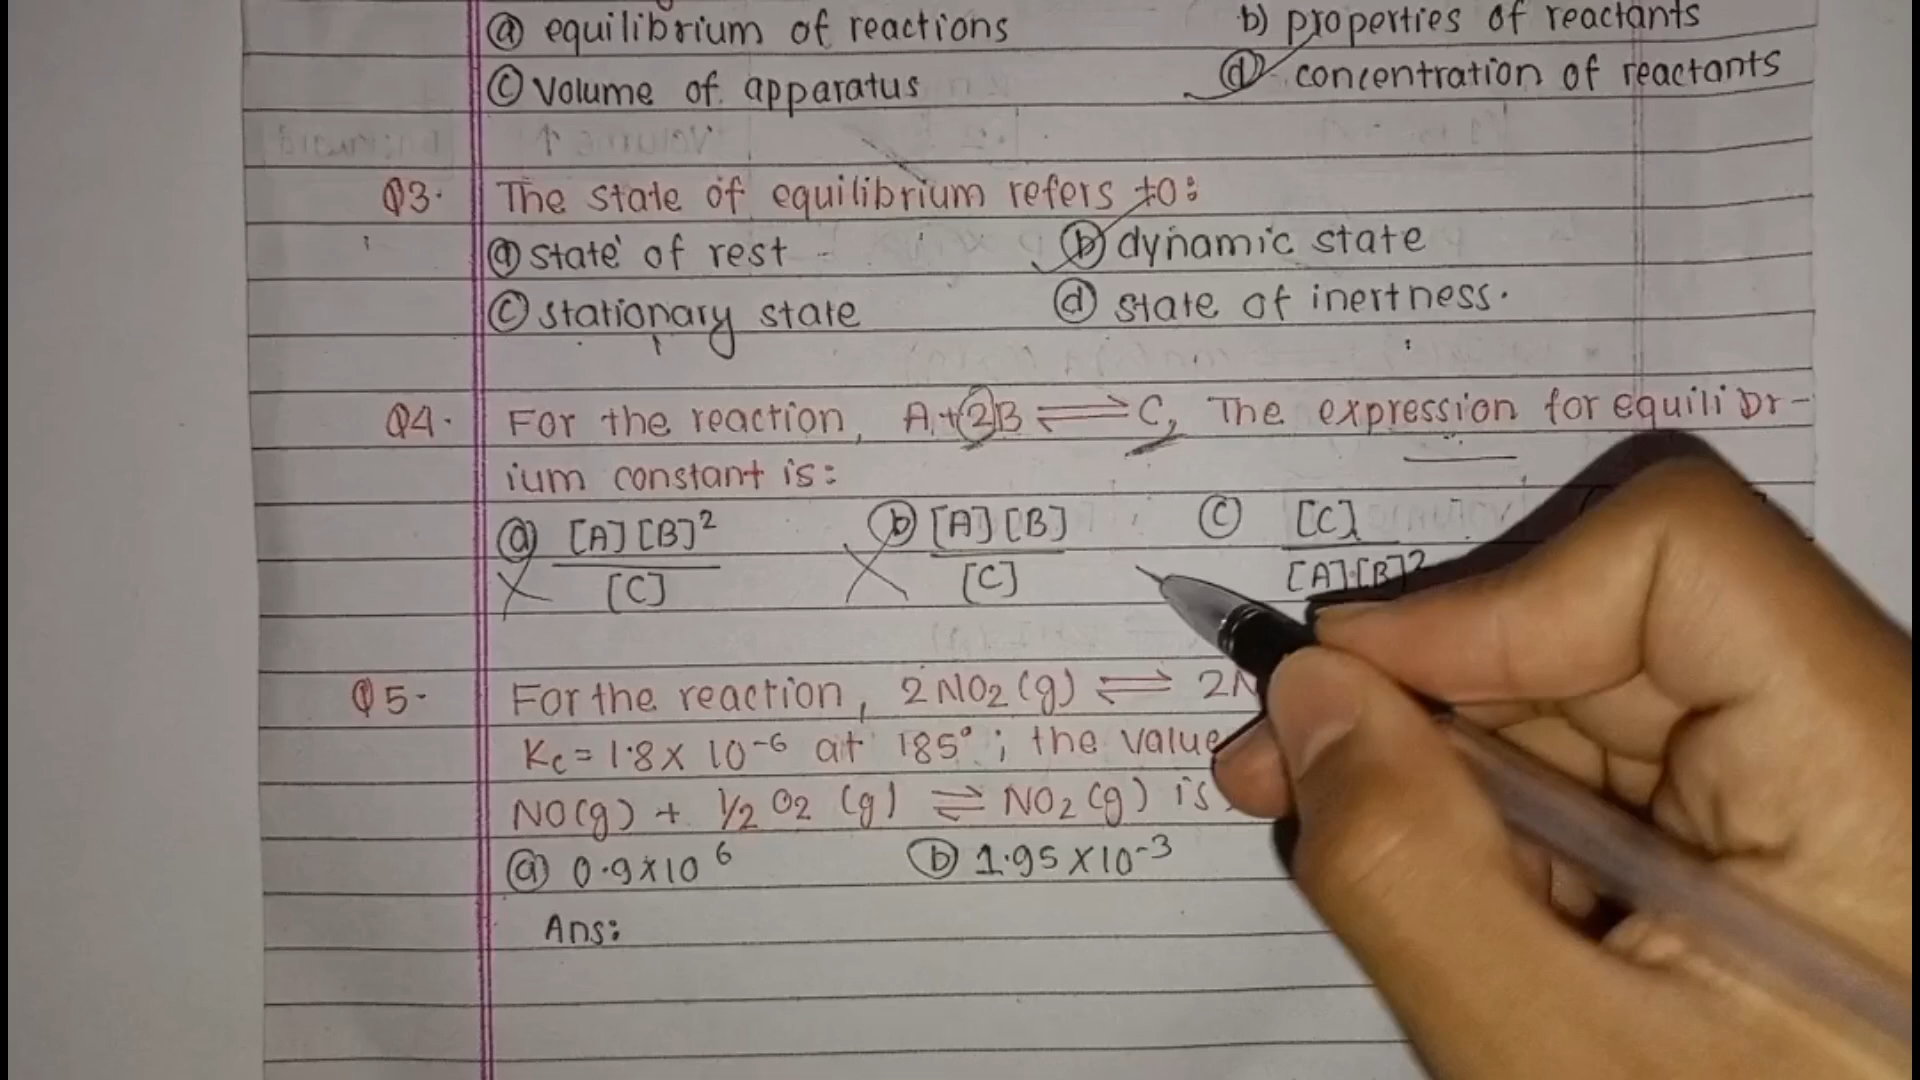 ⓐ equilibrium of reactions b) properties of reactants
ⓒ Volume of apparatus ⓓ concentration of reactants
Q3. The state of equilibrium refers to:
ⓐ state of rest ⓑ dynamic state
ⓒ stationary state ⓓ state of inertness.
Q4. For the reaction, A+2B ⇌ C, The expression for equilibr-
ium constant is:
ⓐ [A][B]²/[C] ⓑ [A][B]/[C] ⓒ [C]/[A][B]²
Q5. For the reaction, 2NO₂(g) ⇌ 2N
Kc = 1.8 x 10⁻⁶ at 185°; the value
NO(g) + 1/2 O₂ (g) ⇌ NO₂(g) is
ⓐ 0.9x10⁶ ⓑ 1.95 x10⁻³
Ans: